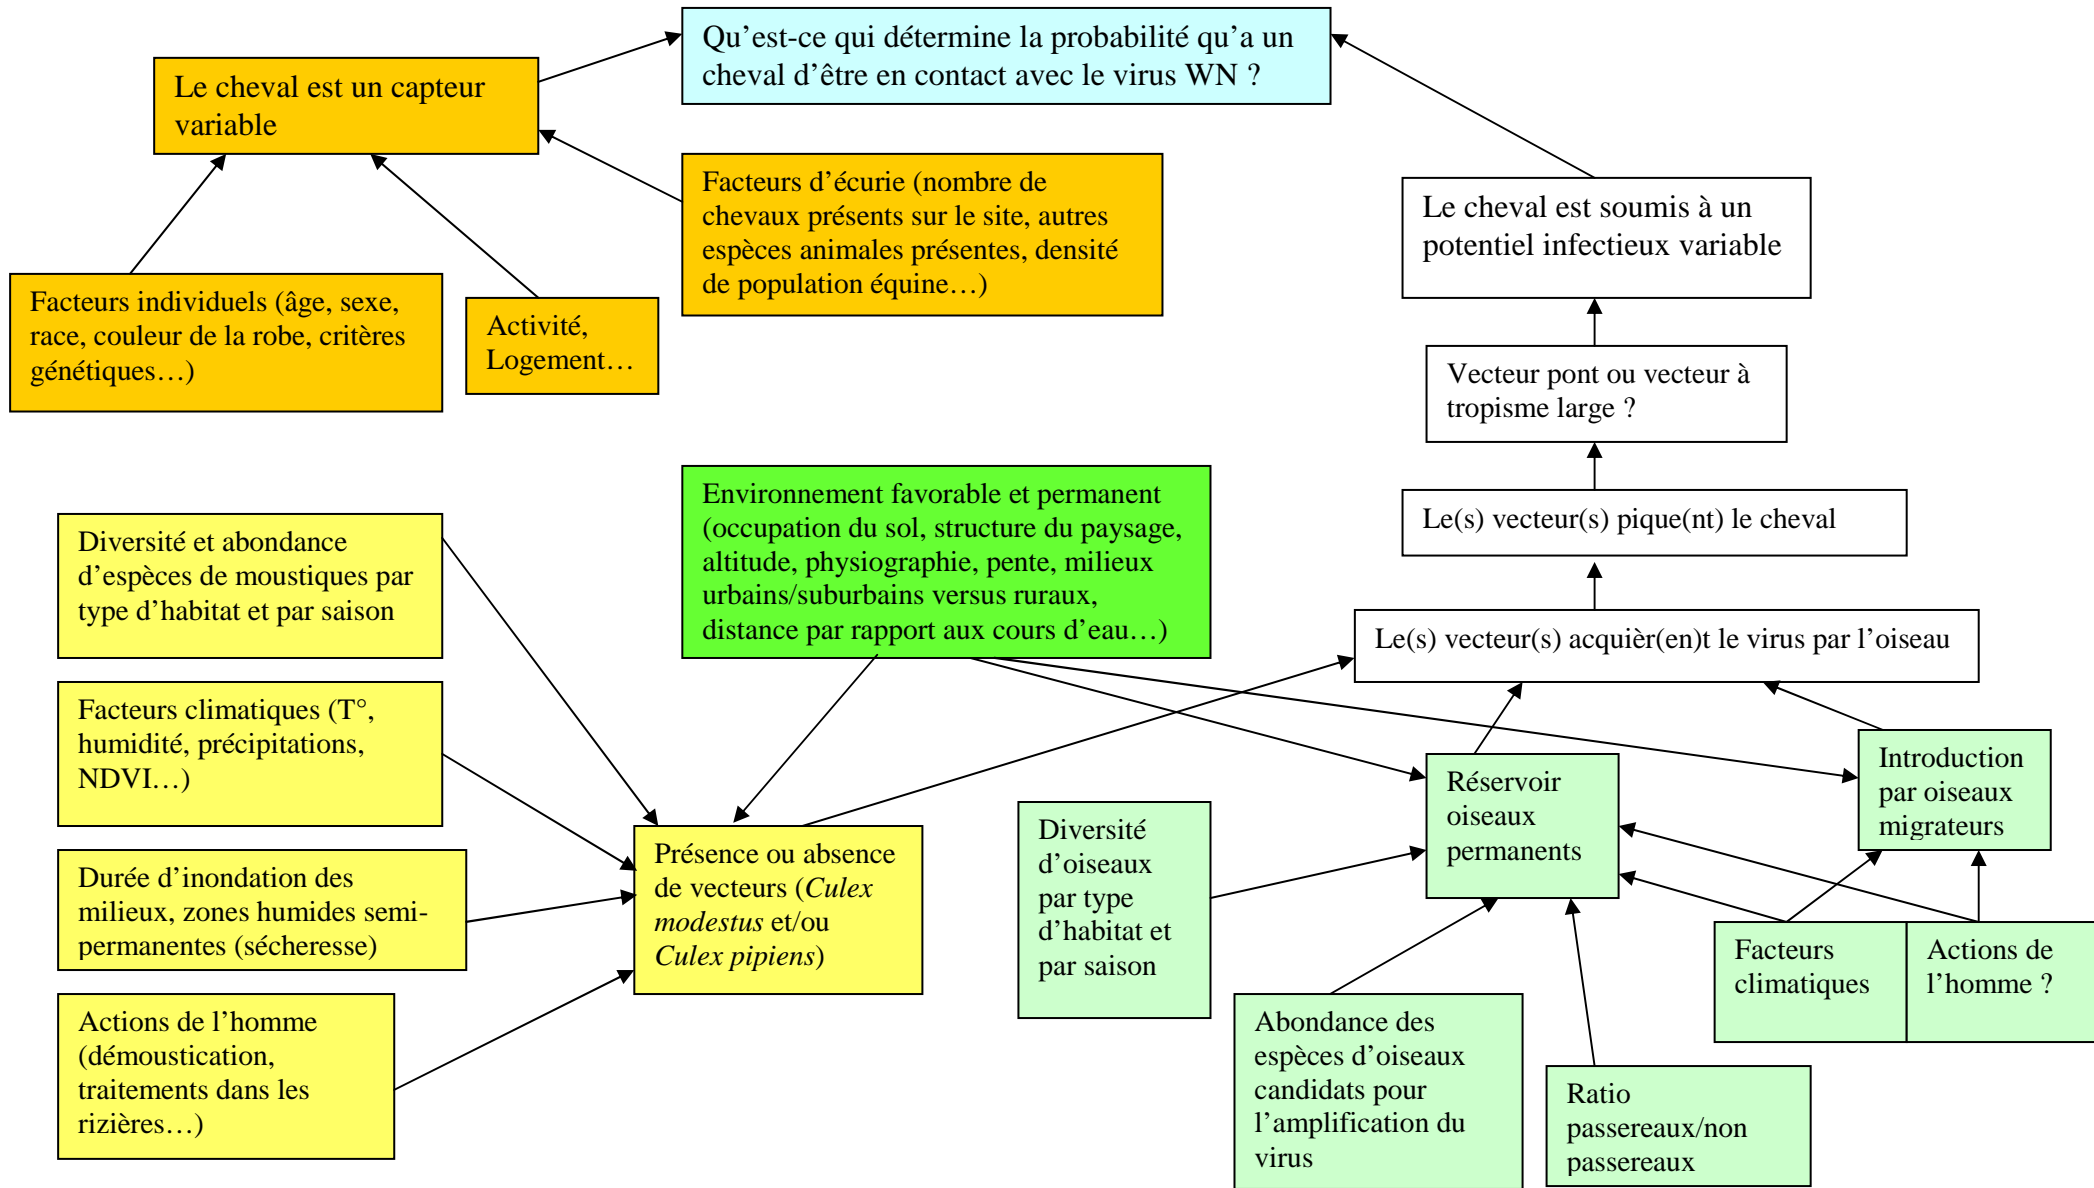 Qu’est-ce qui détermine la probabilité qu’a un
cheval d’être en contact avec le virus WN ?
Le cheval est un capteur
variable
Facteurs d’écurie (nombre de
chevaux présents sur le site, autres
espèces animales présentes, densité
de population équine…)
Le cheval est soumis à un
potentiel infectieux variable
Facteurs individuels (âge, sexe,
race, couleur de la robe, critères
génétiques…)
Activité,
Logement…
Vecteur pont ou vecteur à
tropisme large ?
Environnement favorable et permanent
(occupation du sol, structure du paysage,
altitude, physiographie, pente, milieux
urbains/suburbains versus ruraux,
distance par rapport aux cours d’eau…)
Le(s) vecteur(s) pique(nt) le cheval
Diversité et abondance
d’espèces de moustiques par
type d’habitat et par saison
Le(s) vecteur(s) acquièr(en)t le virus par l’oiseau
Facteurs climatiques (T°,
humidité, précipitations,
NDVI…)
Introduction
par oiseaux
migrateurs
Réservoir
oiseaux
permanents
Diversité
d’oiseaux
par type
d’habitat et
par saison
Présence ou absence
de vecteurs (Culex
modestus et/ou
Culex pipiens)
Durée d’inondation des
milieux, zones humides semi-
permanentes (sécheresse)
Facteurs
climatiques
Actions de
l’homme ?
Actions de l’homme
(démoustication,
traitements dans les
rizières…)
Abondance des
espèces d’oiseaux
candidats pour
l’amplification du
virus
Ratio
passereaux/non
passereaux